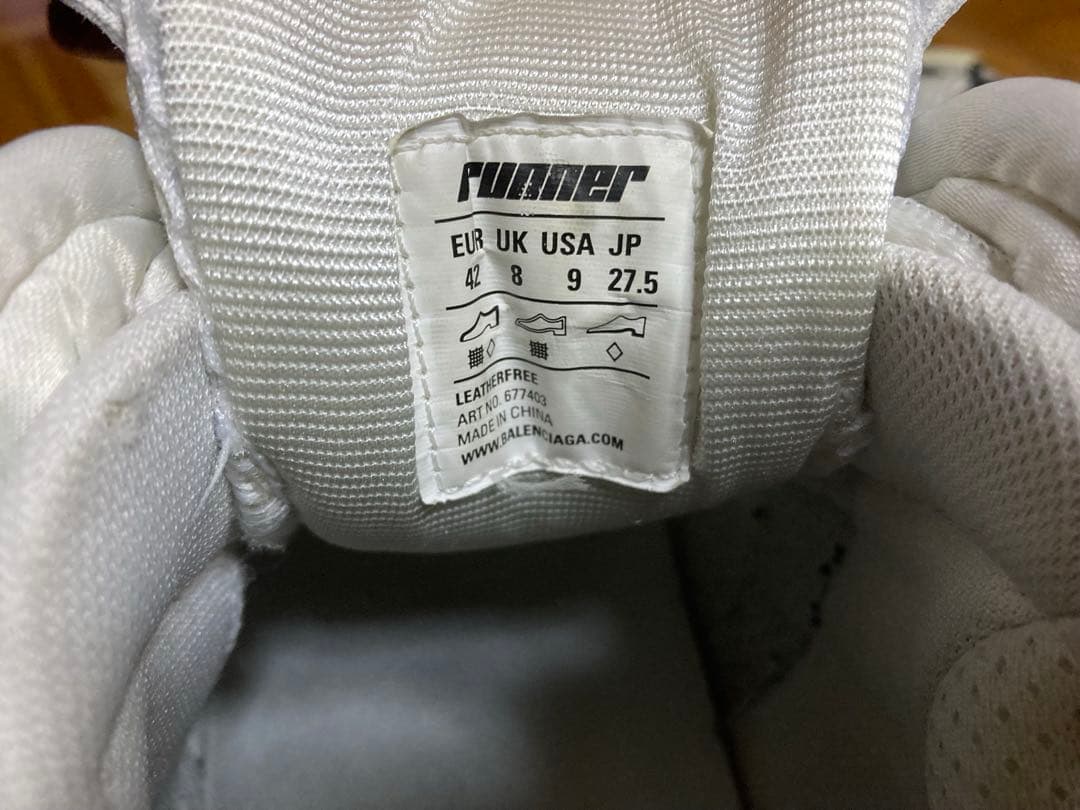 runner
EUR UK USA JP
42 8 9 27.5
LEATHERFREE
ART NO. 677403
MADE IN CHINA
WWW.BALENCIAGA.COM